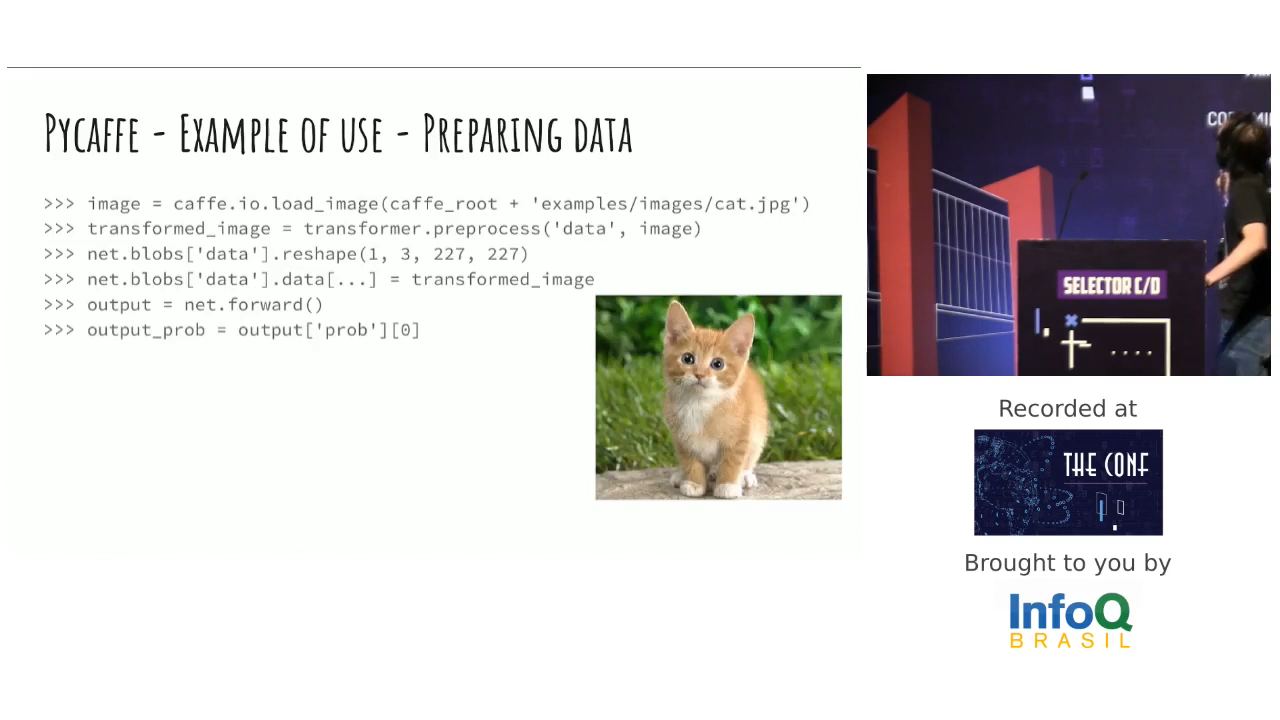 Pycaffe - Example of use - Preparing data
>>> image = caffe.io.load_image(caffe_root + 'examples/images/cat.jpg')
>>> transformed_image = transformer.preprocess('data', image)
>>> net.blobs['data'].reshape(1, 3, 227, 227)
>>> net.blobs['data'].data[...] = transformed_image
>>> output = net.forward()
>>> output_prob = output['prob'][0]
SELECTOR C/D
Recorded at
THE CONF
Brought to you by
InfoQ
BRASIL